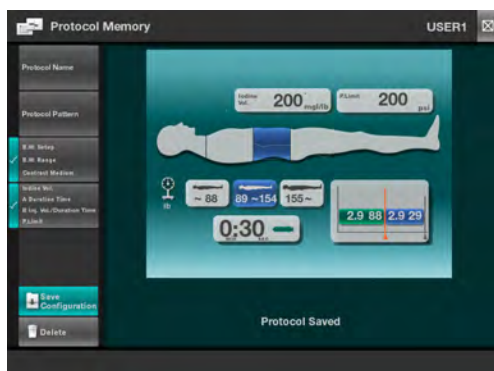 Protocol Memory
USER1
Protocol Name
Protocol Pattern
B.W. Setup
B.W. Range
Contrast Medium
Iodine Vol.
A Duration Time
B Inj. Vol./Duration Time
P.Limit
Save
Configuration
Delete
Iodine
Vol.
200
mgI/lb
P.Limit
200
psi
lb
~ 88
89 ~154
155~
0:30
2.9 88 2.9 29
Protocol Saved